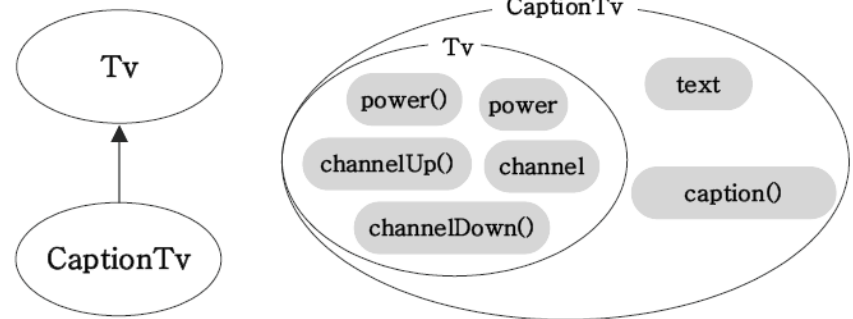 Tv
CaptionTv
CaptionTv
Tv
power()
power
text
channelUp()
channel
caption()
channelDown()